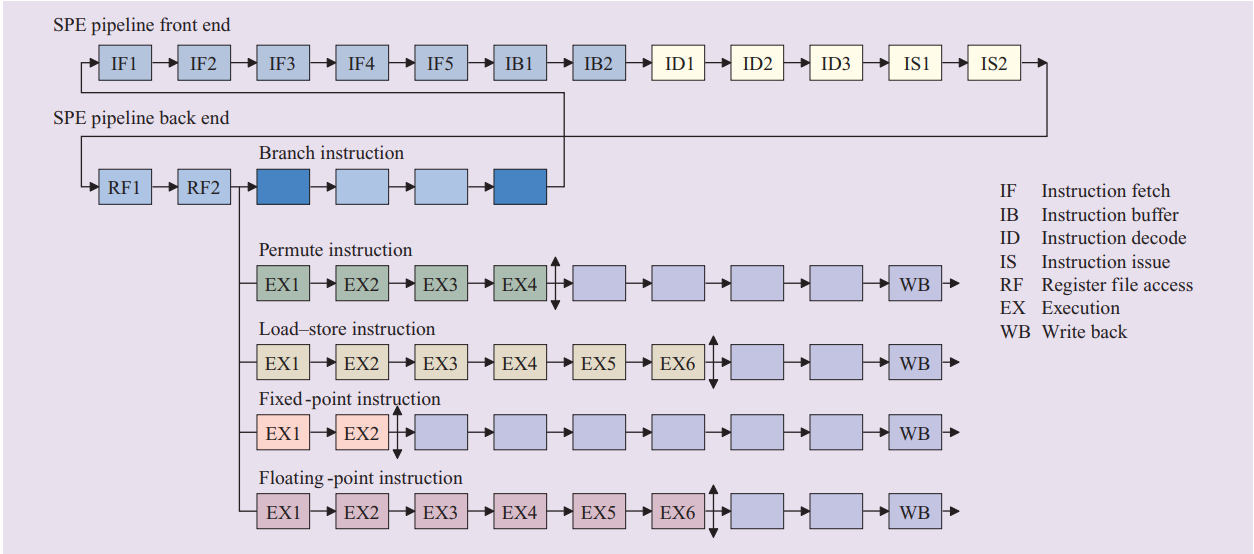 SPE pipeline front end
IF1 IF2 IF3 IF4 IF5 IB1 IB2 ID1 ID2 ID3 IS1 IS2
SPE pipeline back end
Branch instruction
RF1 RF2
Permute instruction
EX1 EX2 EX3 EX4 WB
Load–store instruction
EX1 EX2 EX3 EX4 EX5 EX6 WB
Fixed-point instruction
EX1 EX2 WB
Floating-point instruction
EX1 EX2 EX3 EX4 EX5 EX6 WB
IF Instruction fetch
IB Instruction buffer
ID Instruction decode
IS Instruction issue
RF Register file access
EX Execution
WB Write back